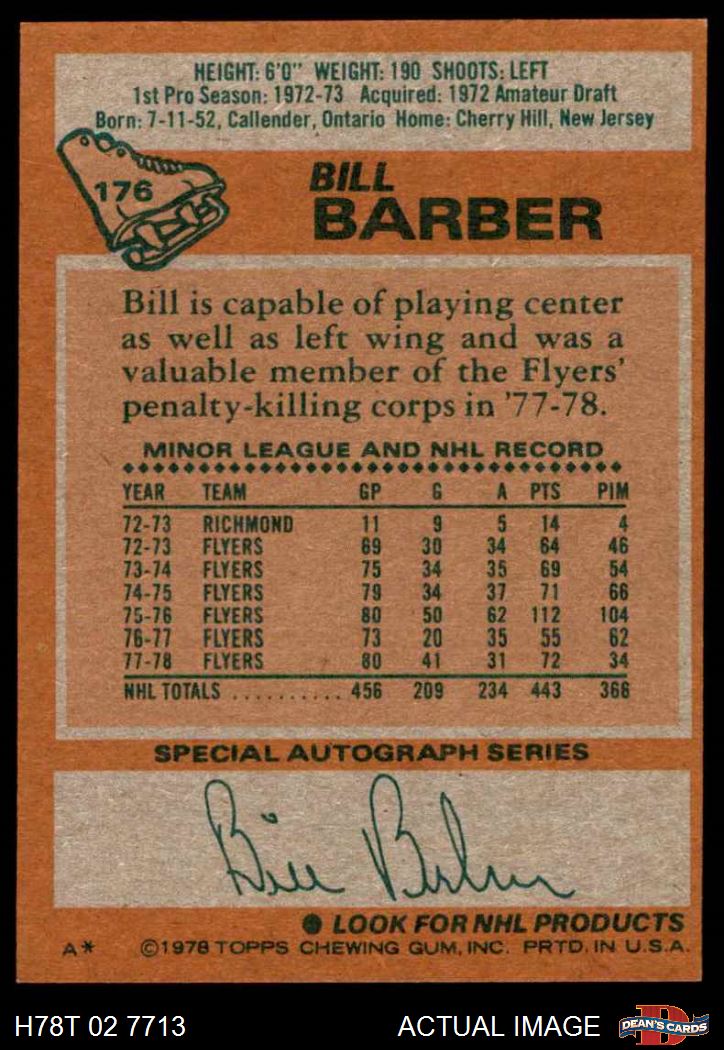 HEIGHT: 6'0" WEIGHT: 190 SHOOTS: LEFT
1st Pro Season: 1972-73 Acquired: 1972 Amateur Draft
Born: 7-11-52, Callender, Ontario Home: Cherry Hill, New Jersey
176
BILL
BARBER
Bill is capable of playing center
as well as left wing and was a
valuable member of the Flyers'
penalty-killing corps in '77-78.
MINOR LEAGUE AND NHL RECORD
YEAR TEAM GP G A PTS PIM
72-73 RICHMOND 11 9 5 14 4
72-73 FLYERS 69 30 34 64 46
73-74 FLYERS 75 34 35 69 54
74-75 FLYERS 79 34 37 71 66
75-76 FLYERS 80 50 62 112 104
76-77 FLYERS 73 20 35 55 62
77-78 FLYERS 80 41 31 72 34
NHL TOTALS .......... 456 209 234 443 366
SPECIAL AUTOGRAPH SERIES
Bill Barber
LOOK FOR NHL PRODUCTS
A* ©1978 TOPPS CHEWING GUM, INC. PRTD. IN U.S.A.
H78T 02 7713 ACTUAL IMAGE
D
DEAN'S CARDS